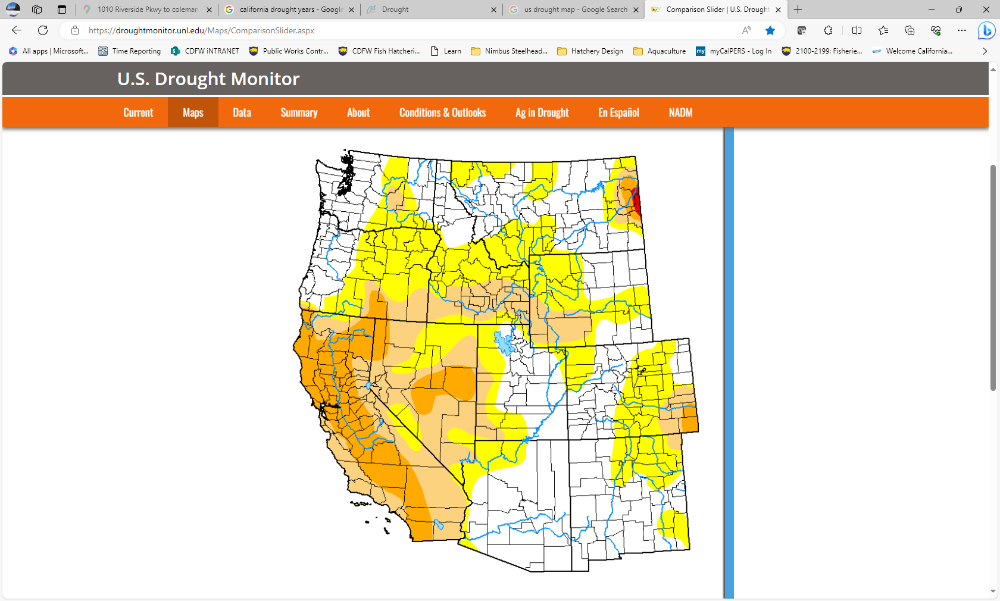 1010 Riverside Pkwy to coleman
california drought years - Google
Drought
us drought map - Google Search
Comparison Slider | U.S. Drought
https://droughtmonitor.unl.edu/Maps/ComparisonSlider.aspx
All apps | Microsoft...
Time Reporting
CDFW iNTRANET
Public Works Contr...
CDFW Fish Hatcheri...
Learn
Nimbus Steelhead...
Hatchery Design
Aquaculture
my
myCalPERS - Log In
2100-2199: Fisherie...
Welcome California...
U.S. Drought Monitor
Current
Maps
Data
Summary
About
Conditions & Outlooks
Ag in Drought
En Español
NADM